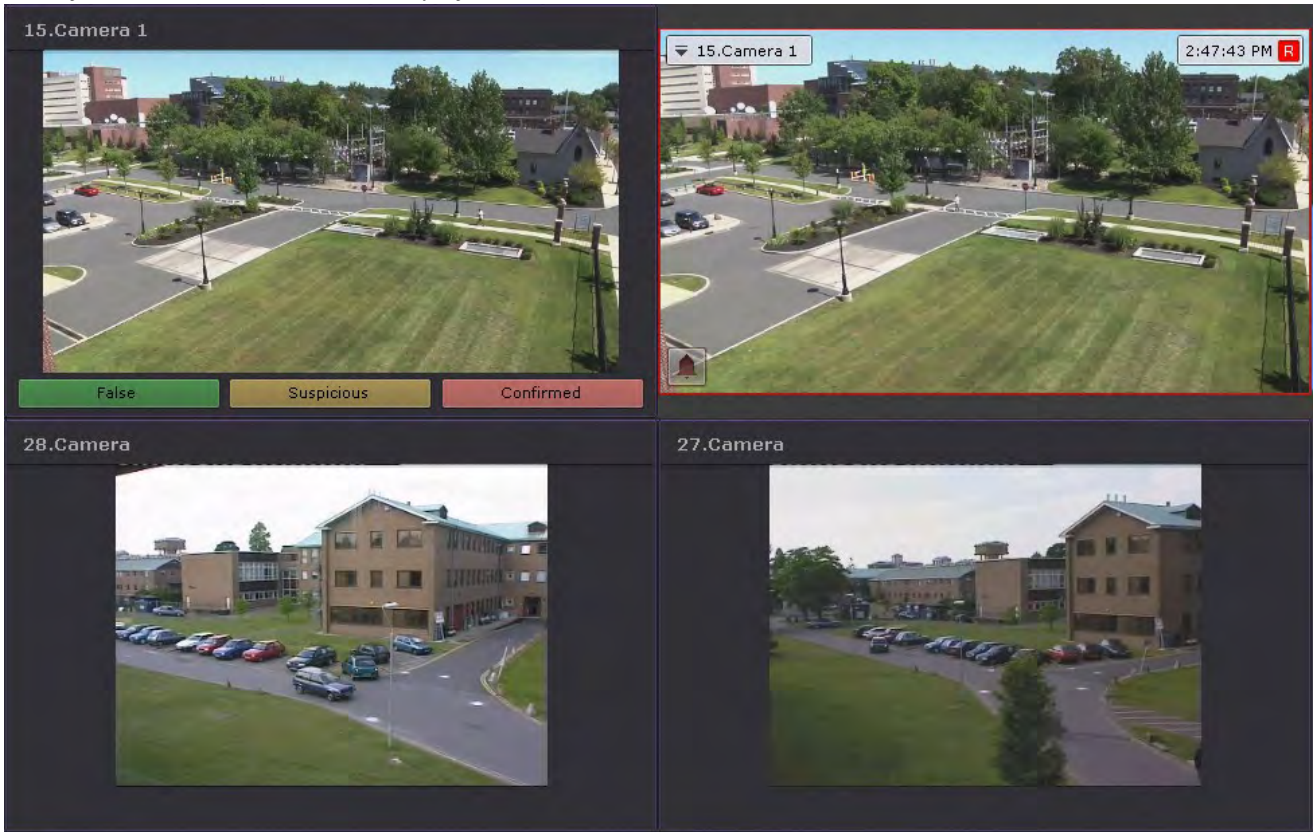 15.Camera 1
15.Camera 1
2:47:43 PM R
False
Suspicious
Confirmed
28.Camera
27.Camera